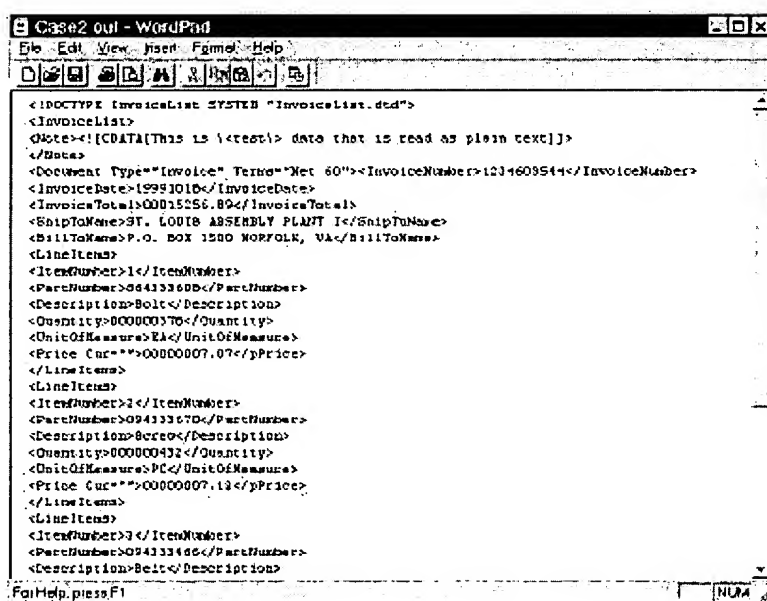 Case2 out - WordPad
File Edit View Insert Format Help
<!DOCTYPE InvoiceList SYSTEM "InvoiceList.dtd">
<InvoiceList>
<Note><![CDATA[This is \<test\> data that is read as plain text]]>
</Note>
<Document Type="Invoice" Terms="Net 60"><InvoiceNumber>1234609544</InvoiceNumber>
<InvoiceDate>19991018</InvoiceDate>
<InvoiceTotal>00015256.89</InvoiceTotal>
<ShipToName>ST. LOUIS ASSEMBLY PLANT I</ShipToName>
<BillToName>P.O. BOX 1500 NORFOLK, VA</BillToName>
<LineItems>
<ItemNumber>1</ItemNumber>
<PartNumber></PartNumber>
<Description>Bolt</Description>
<Quantity>000000376</Quantity>
<UnitOfMeasure>EA</UnitOfMeasure>
<Price Cur="">00000007.07</pPrice>
</LineItems>
<LineItems>
<ItemNumber>2</ItemNumber>
<PartNumber>094333670</PartNumber>
<Description></Description>
<Quantity>000000432</Quantity>
<UnitOfMeasure>PC</UnitOfMeasure>
<Price Cur="">00000007.12</pPrice>
</LineItems>
<LineItems>
<ItemNumber>3</ItemNumber>
<PartNumber>094333466</PartNumber>
<Description>Belt</Description>
For Help, press F1
NUM